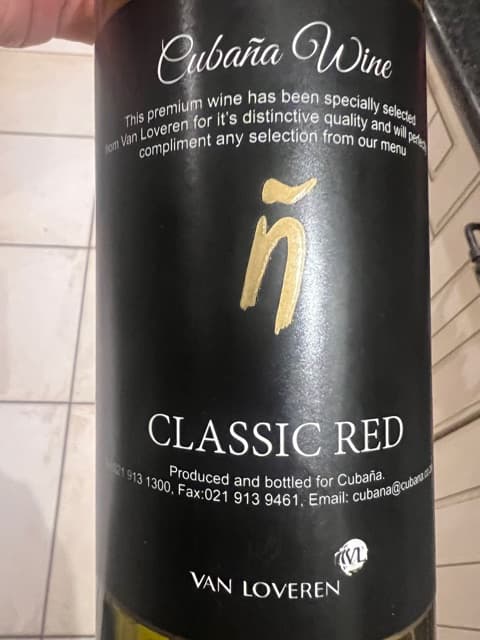 Cubaña Wine
This premium wine has been specially selected
from Van Loveren for it's distinctive quality and will
compliment any selection from our menu
ñ
CLASSIC RED
Produced and bottled for Cubaña.
021 913 1300, Fax:021 913 9461, Email: cubana@cubana.co.za
VL
VAN LOVEREN